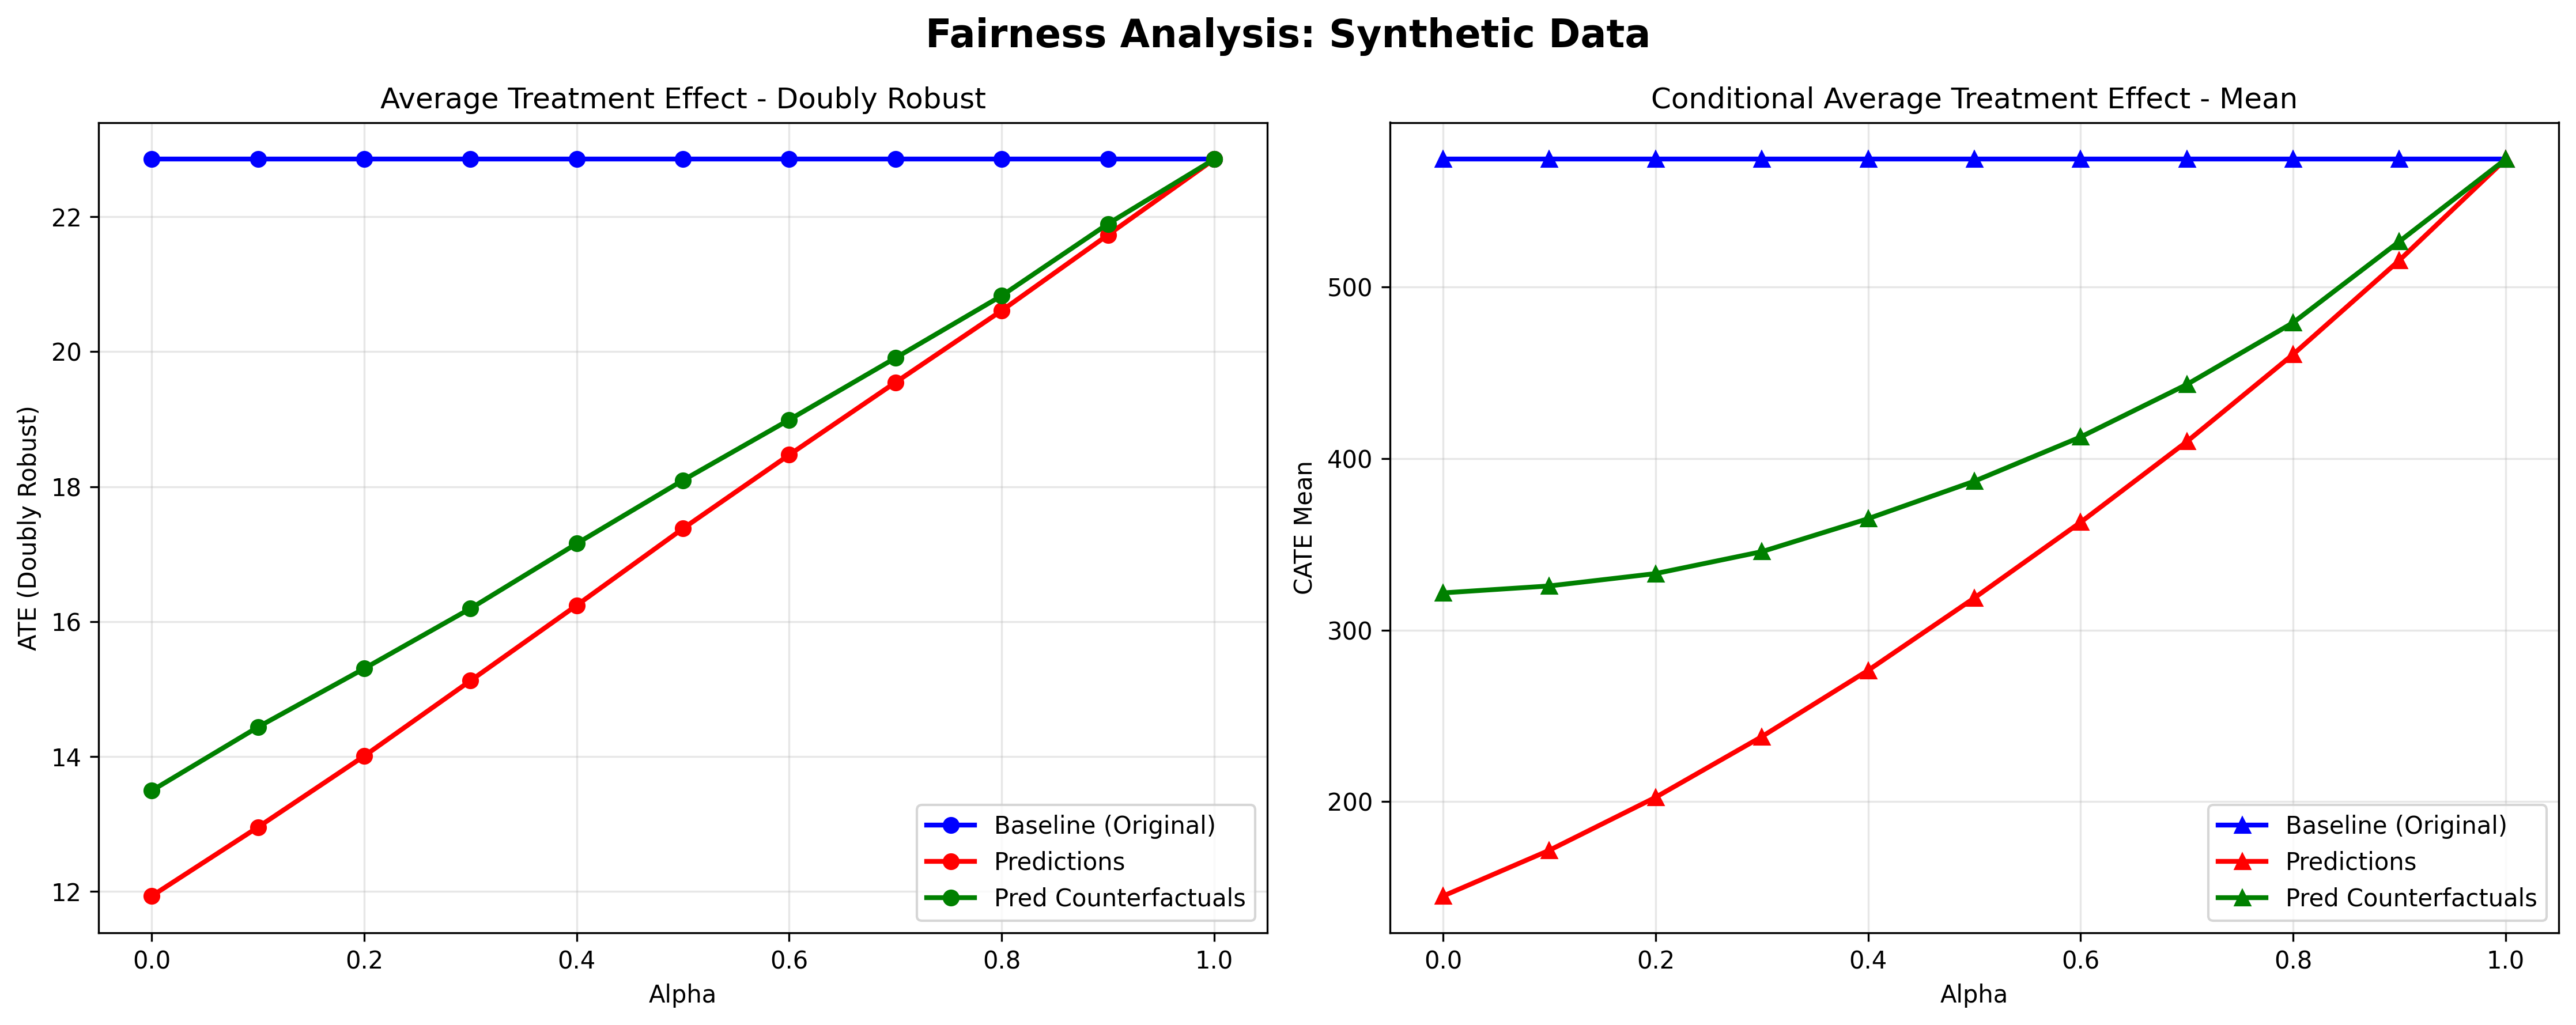 Fairness Analysis: Synthetic Data
Average Treatment Effect - Doubly Robust
ATE (Doubly Robust)
22
20
18
16
14
12
0.0 0.2 0.4 0.6 0.8 1.0
Alpha
Baseline (Original)
Predictions
Pred Counterfactuals
Conditional Average Treatment Effect - Mean
CATE Mean
500
400
300
200
0.0 0.2 0.4 0.6 0.8 1.0
Alpha
Baseline (Original)
Predictions
Pred Counterfactuals